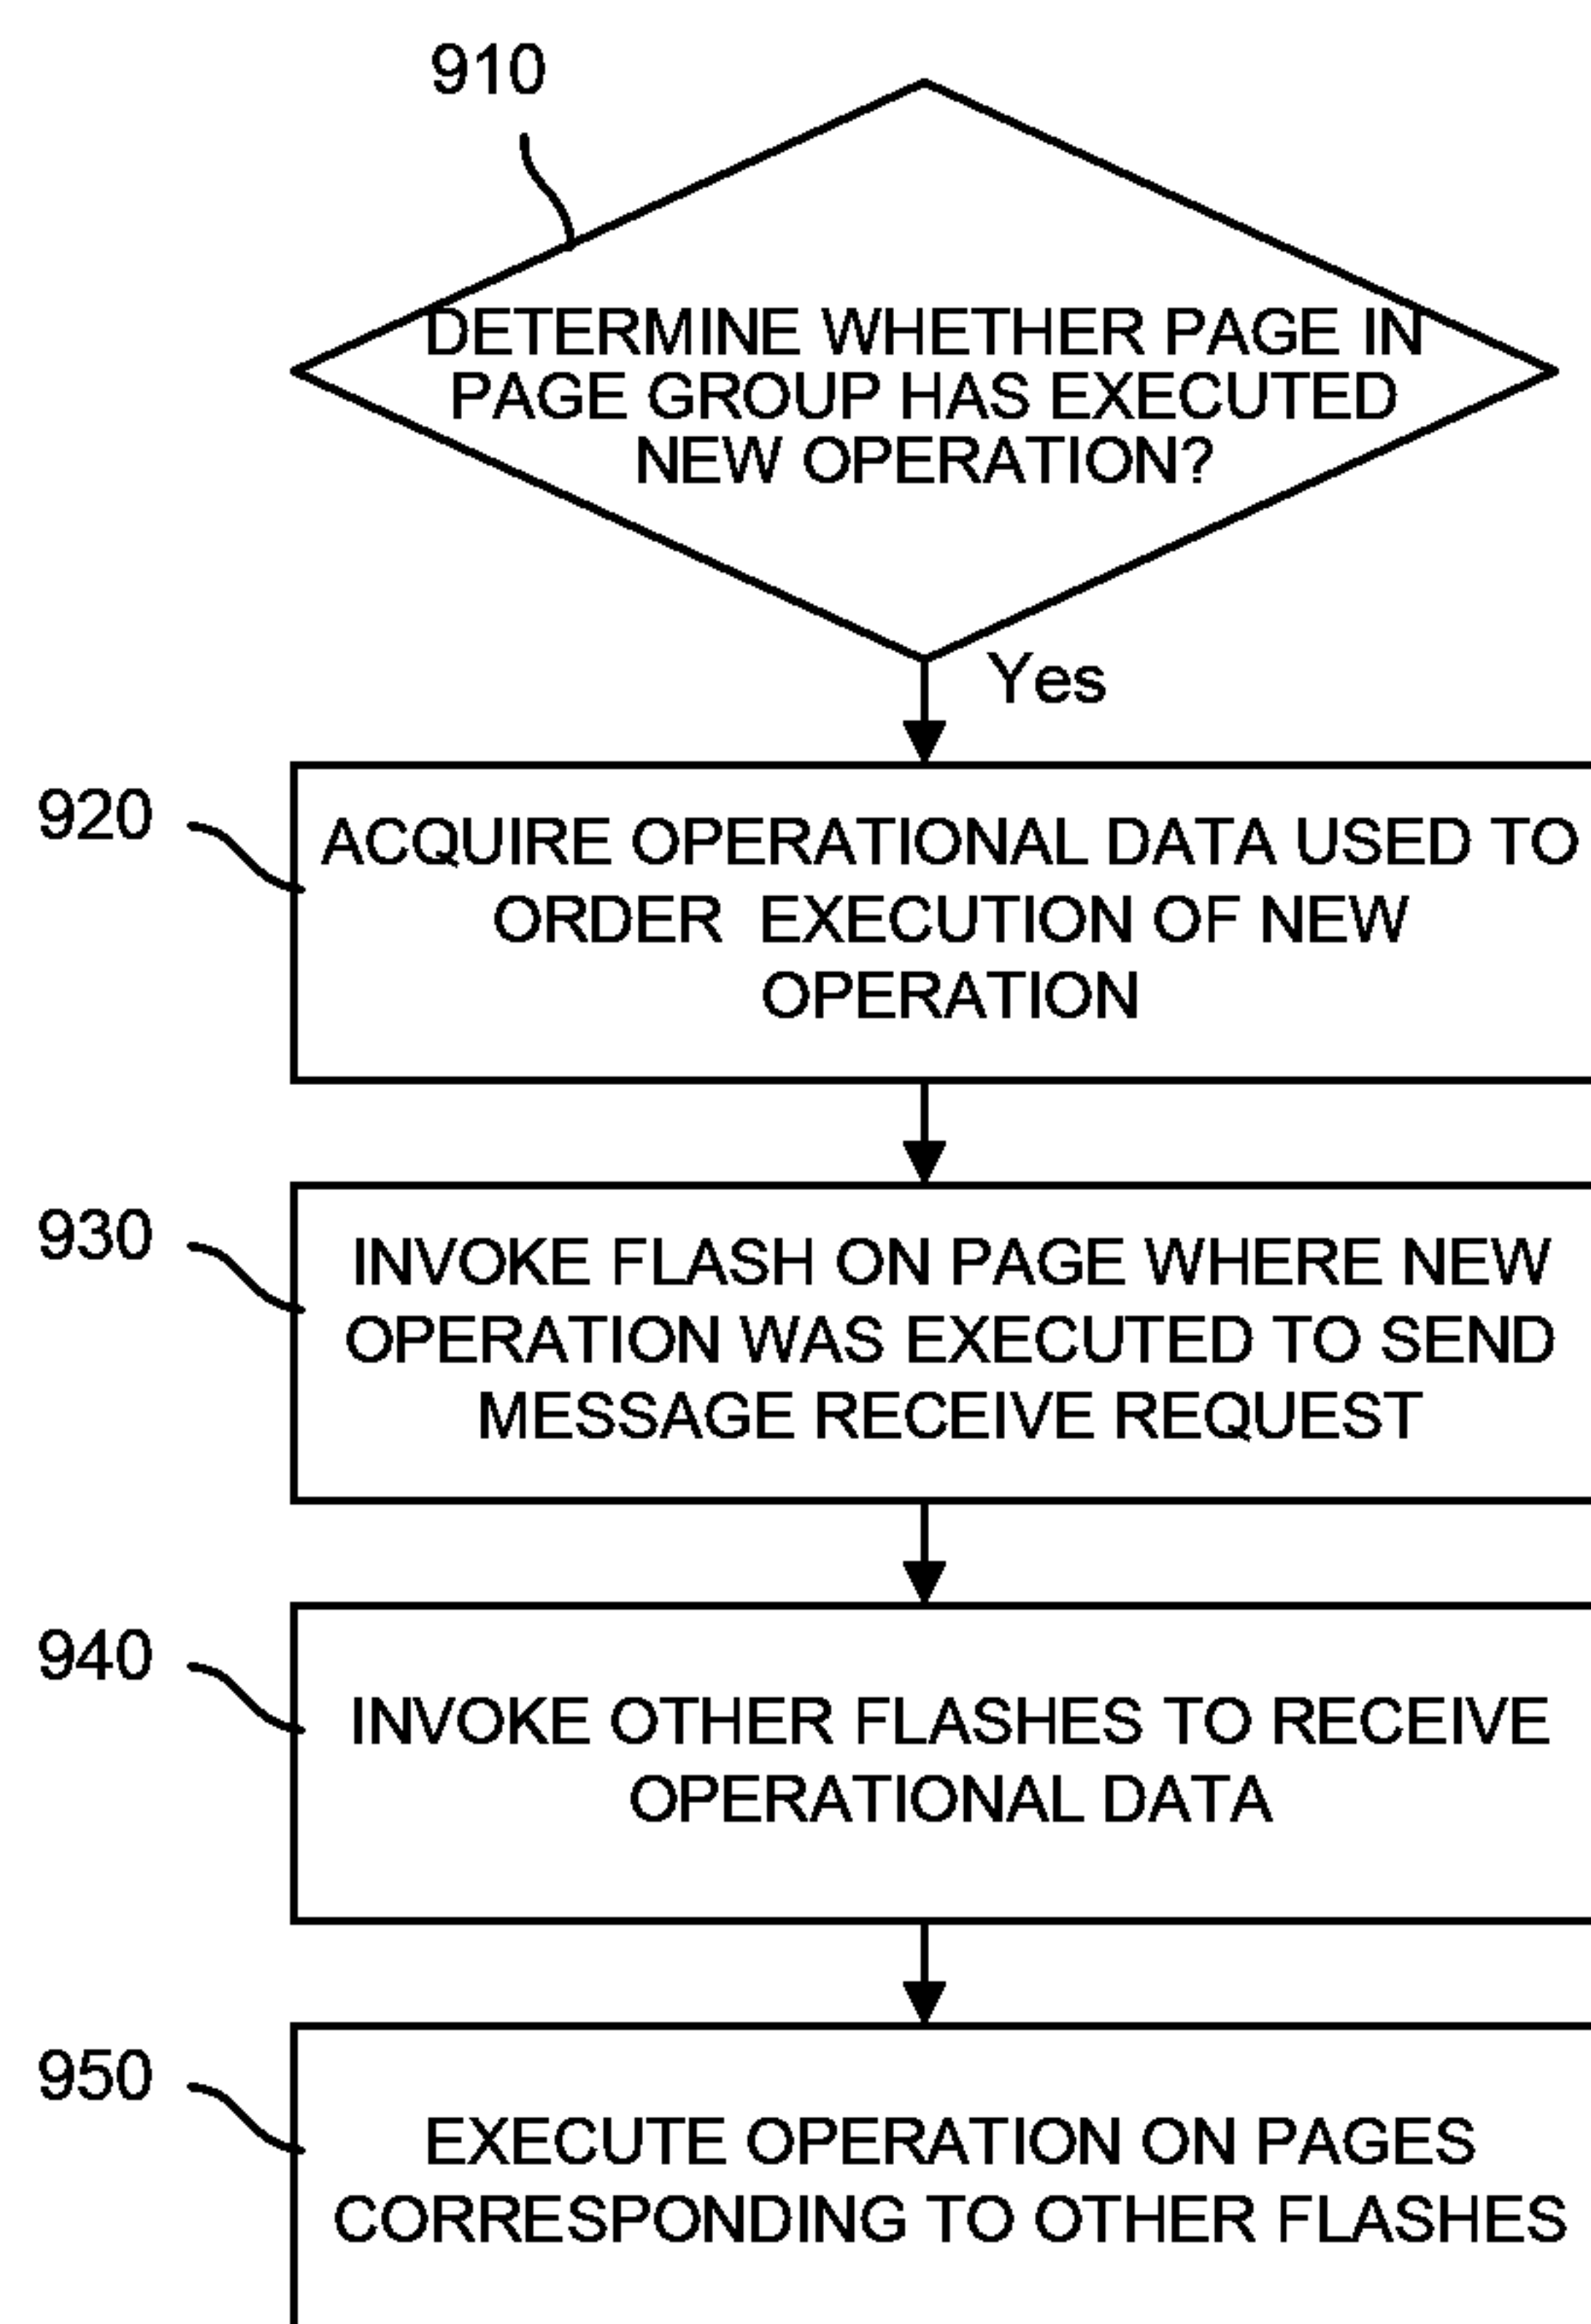 910
DETERMINE WHETHER PAGE IN
PAGE GROUP HAS EXECUTED
NEW OPERATION?
Yes
920
ACQUIRE OPERATIONAL DATA USED TO
ORDER EXECUTION OF NEW
OPERATION
930
INVOKE FLASH ON PAGE WHERE NEW
OPERATION WAS EXECUTED TO SEND
MESSAGE RECEIVE REQUEST
940
INVOKE OTHER FLASHES TO RECEIVE
OPERATIONAL DATA
950
EXECUTE OPERATION ON PAGES
CORRESPONDING TO OTHER FLASHES